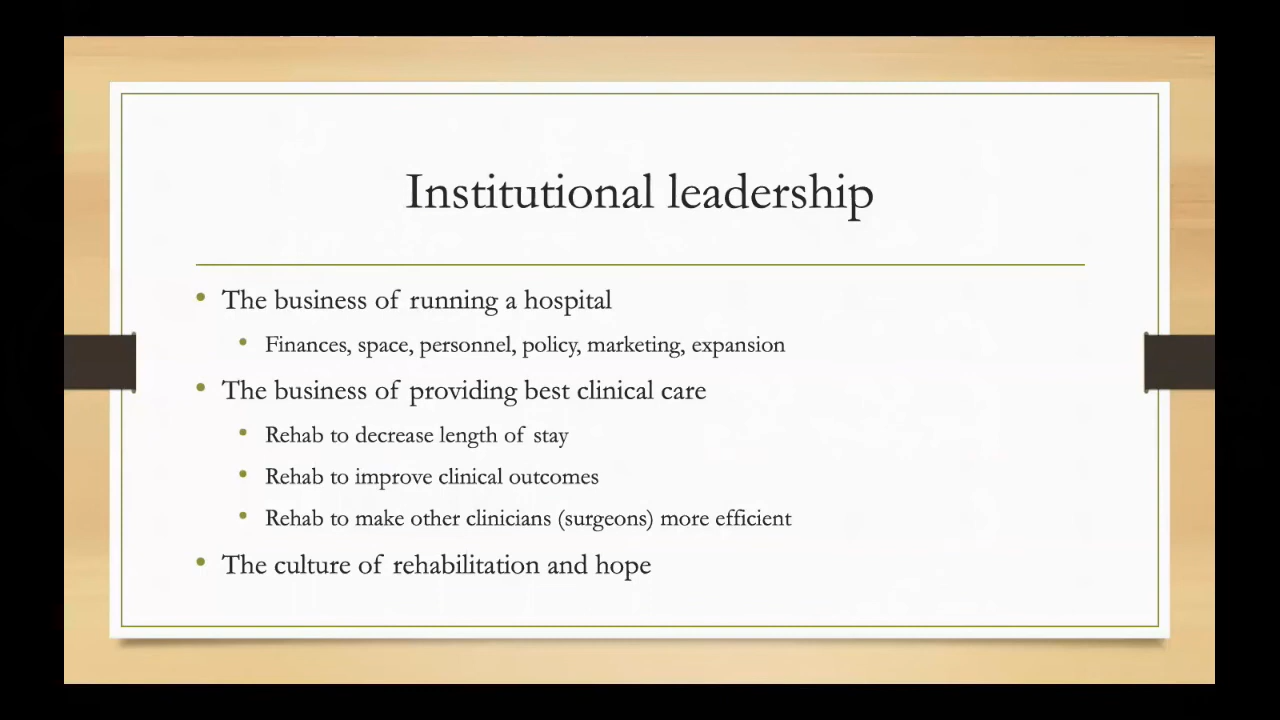 Institutional leadership
• The business of running a hospital
• Finances, space, personnel, policy, marketing, expansion
• The business of providing best clinical care
• Rehab to decrease length of stay
• Rehab to improve clinical outcomes
• Rehab to make other clinicians (surgeons) more efficient
• The culture of rehabilitation and hope